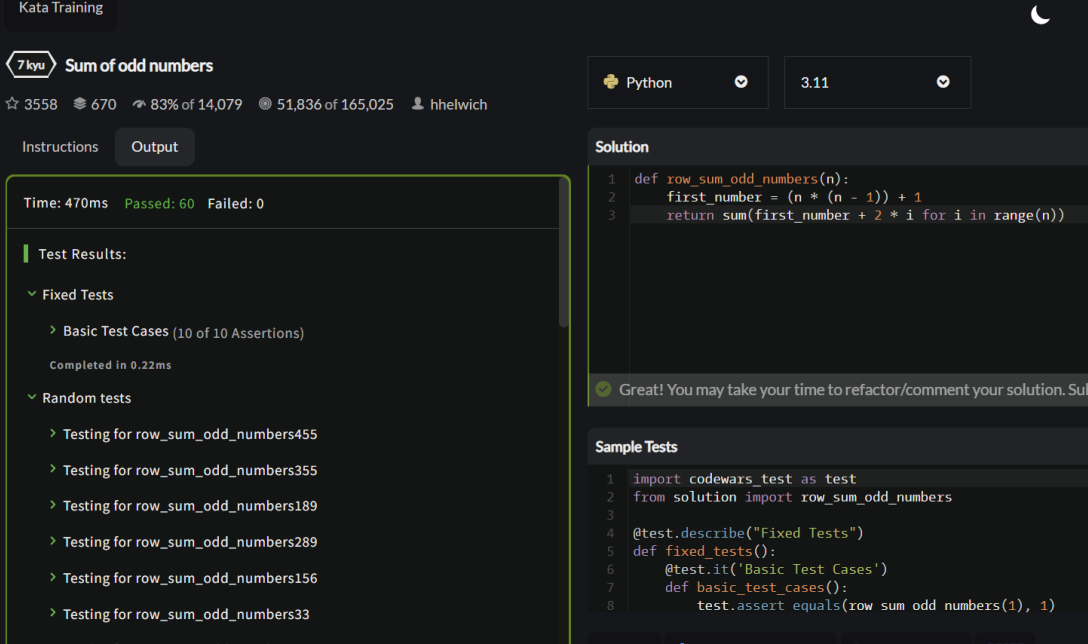 Kata Training
7 kyu Sum of odd numbers
3558 670 83% of 14,079 51,836 of 165,025 hhelwich
Instructions Output
Time: 470ms Passed: 60 Failed: 0
Test Results:
Fixed Tests
Basic Test Cases (10 of 10 Assertions)
Completed in 0.22ms
Random tests
Testing for row_sum_odd_numbers455
Testing for row_sum_odd_numbers355
Testing for row_sum_odd_numbers189
Testing for row_sum_odd_numbers289
Testing for row_sum_odd_numbers156
Testing for row_sum_odd_numbers33
Python 3.11
Solution
1 def row_sum_odd_numbers(n):
2 first_number = (n * (n - 1)) + 1
3 return sum(first_number + 2 * i for i in range(n))
Great! You may take your time to refactor/comment your solution. Su
Sample Tests
1 import codewars_test as test
2 from solution import row_sum_odd_numbers
3
4 @test.describe("Fixed Tests")
5 def fixed_tests():
6 @test.it('Basic Test Cases')
7 def basic_test_cases():
8 test.assert_equals(row_sum_odd_numbers(1), 1)